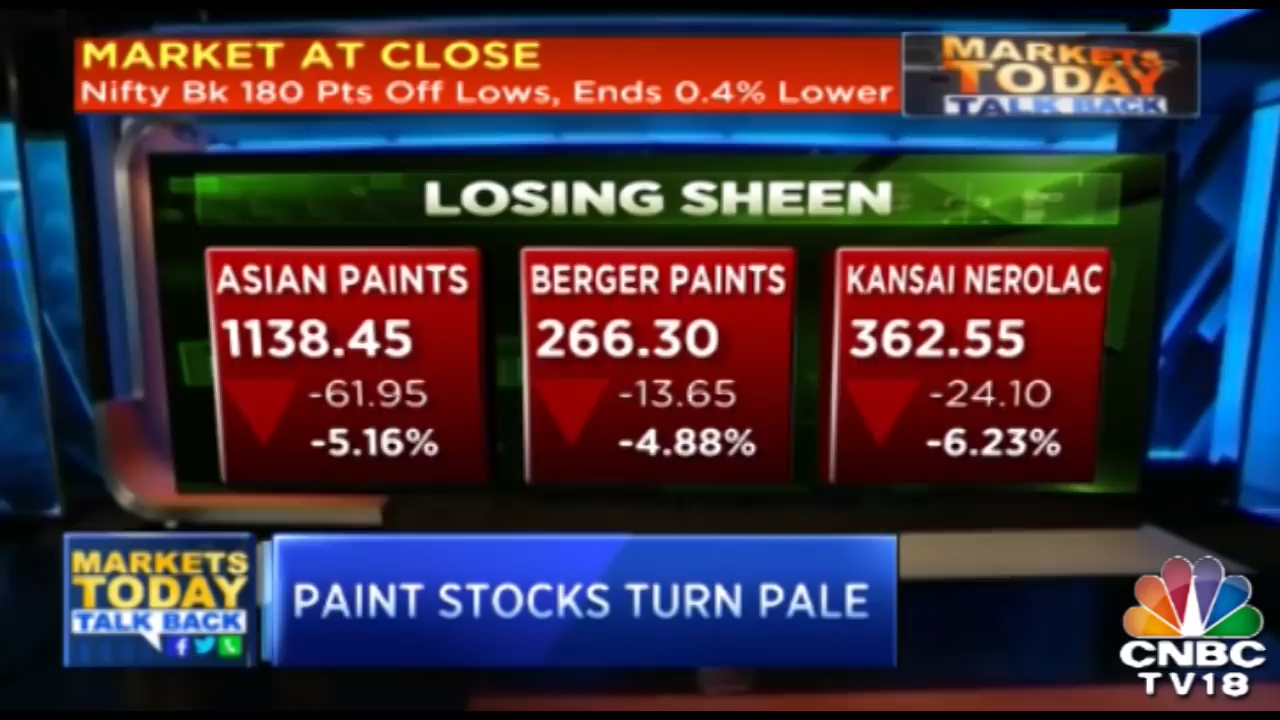 MARKET AT CLOSE
Nifty Bk 180 Pts Off Lows, Ends 0.4% Lower
MARKETS
TODAY
TALK BACK
LOSING SHEEN
ASIAN PAINTS
1138.45
-61.95
-5.16%
BERGER PAINTS
266.30
-13.65
-4.88%
KANSAI NEROLAC
362.55
-24.10
-6.23%
MARKETS
TODAY
TALK BACK
PAINT STOCKS TURN PALE
CNBC
TV18